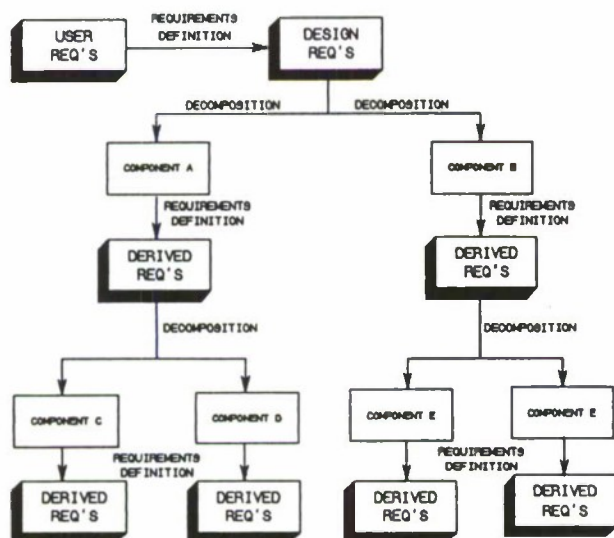 REQUIREMENTS
DEFINITION
USER
REQ'S
DESIGN
REQ'S
DECOMPOSITION
DECOMPOSITION
COMPONENT A
COMPONENT B
REQUIREMENTS
DEFINITION
REQUIREMENTS
DEFINITION
DERIVED
REQ'S
DERIVED
REQ'S
DECOMPOSITION
DECOMPOSITION
COMPONENT C
COMPONENT D
COMPONENT E
COMPONENT E
REQUIREMENTS
DEFINITION
REQUIREMENTS
DEFINITION
DERIVED
REQ'S
DERIVED
REQ'S
DERIVED
REQ'S
DERIVED
REQ'S